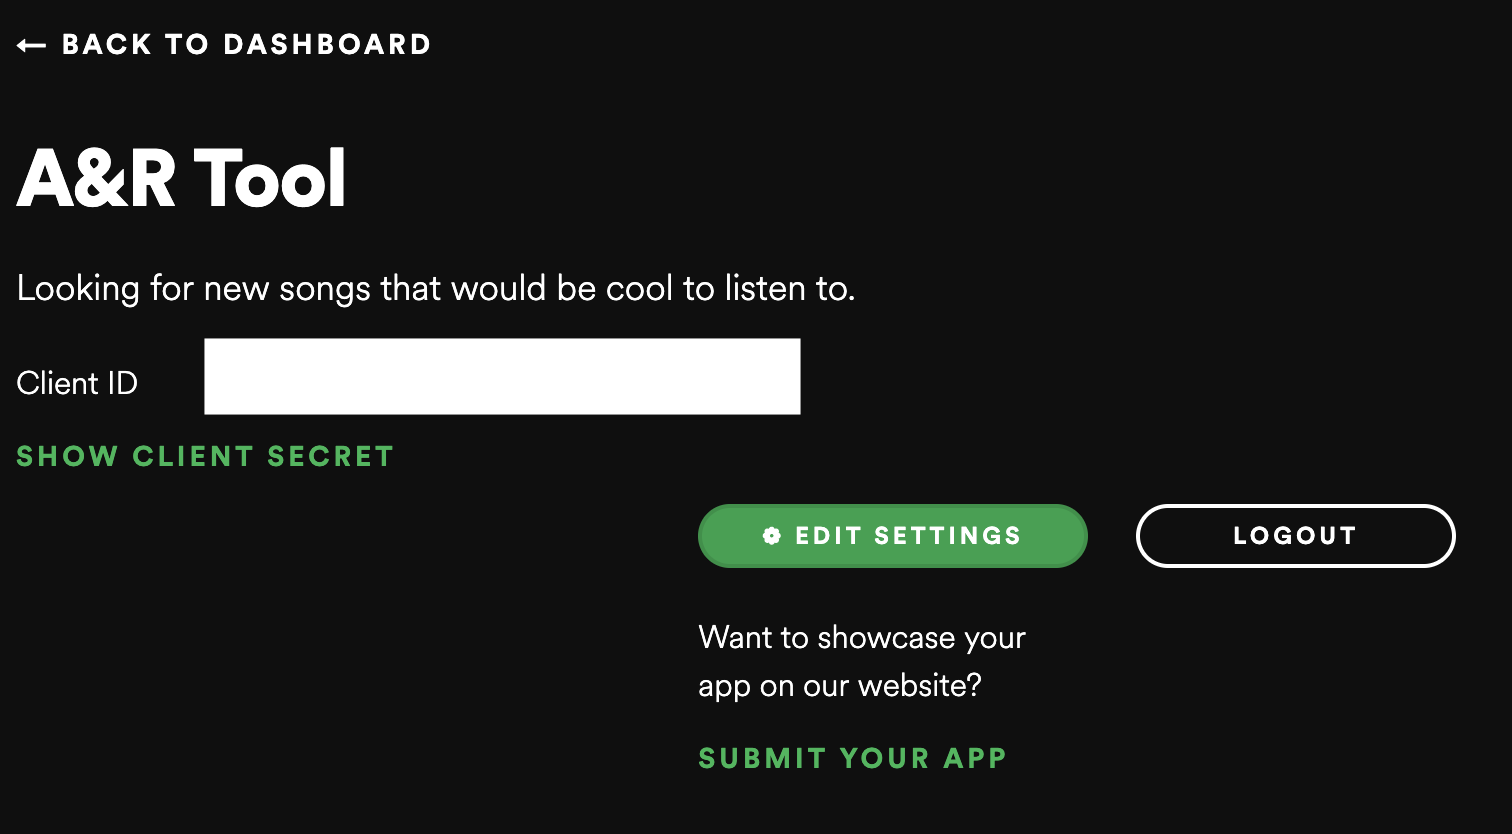 ← BACK TO DASHBOARD
A&R Tool
Looking for new songs that would be cool to listen to.
Client ID
SHOW CLIENT SECRET
EDIT SETTINGS
LOGOUT
Want to showcase your
app on our website?
SUBMIT YOUR APP